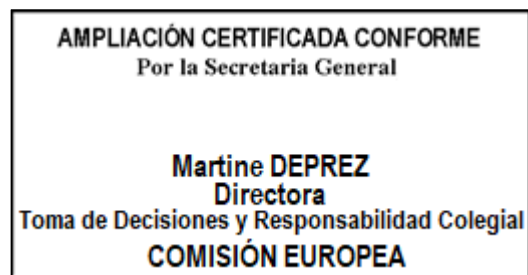 AMPLIACIÓN CERTIFICADA CONFORME
Por la Secretaria General
Martine DEPREZ
Directora
Toma de Decisiones y Responsabilidad Colegial
COMISIÓN EUROPEA